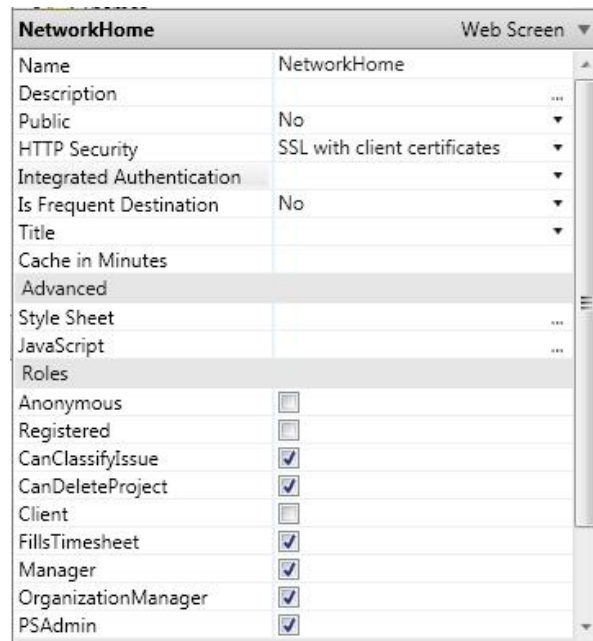 NetworkHome Web Screen
Name NetworkHome
Description ...
Public No
HTTP Security SSL with client certificates
Integrated Authentication
Is Frequent Destination No
Title
Cache in Minutes
Advanced
Style Sheet ...
JavaScript ...
Roles
Anonymous
Registered
CanClassifyIssue
CanDeleteProject
Client
FillsTimesheet
Manager
OrganizationManager
PSAdmin